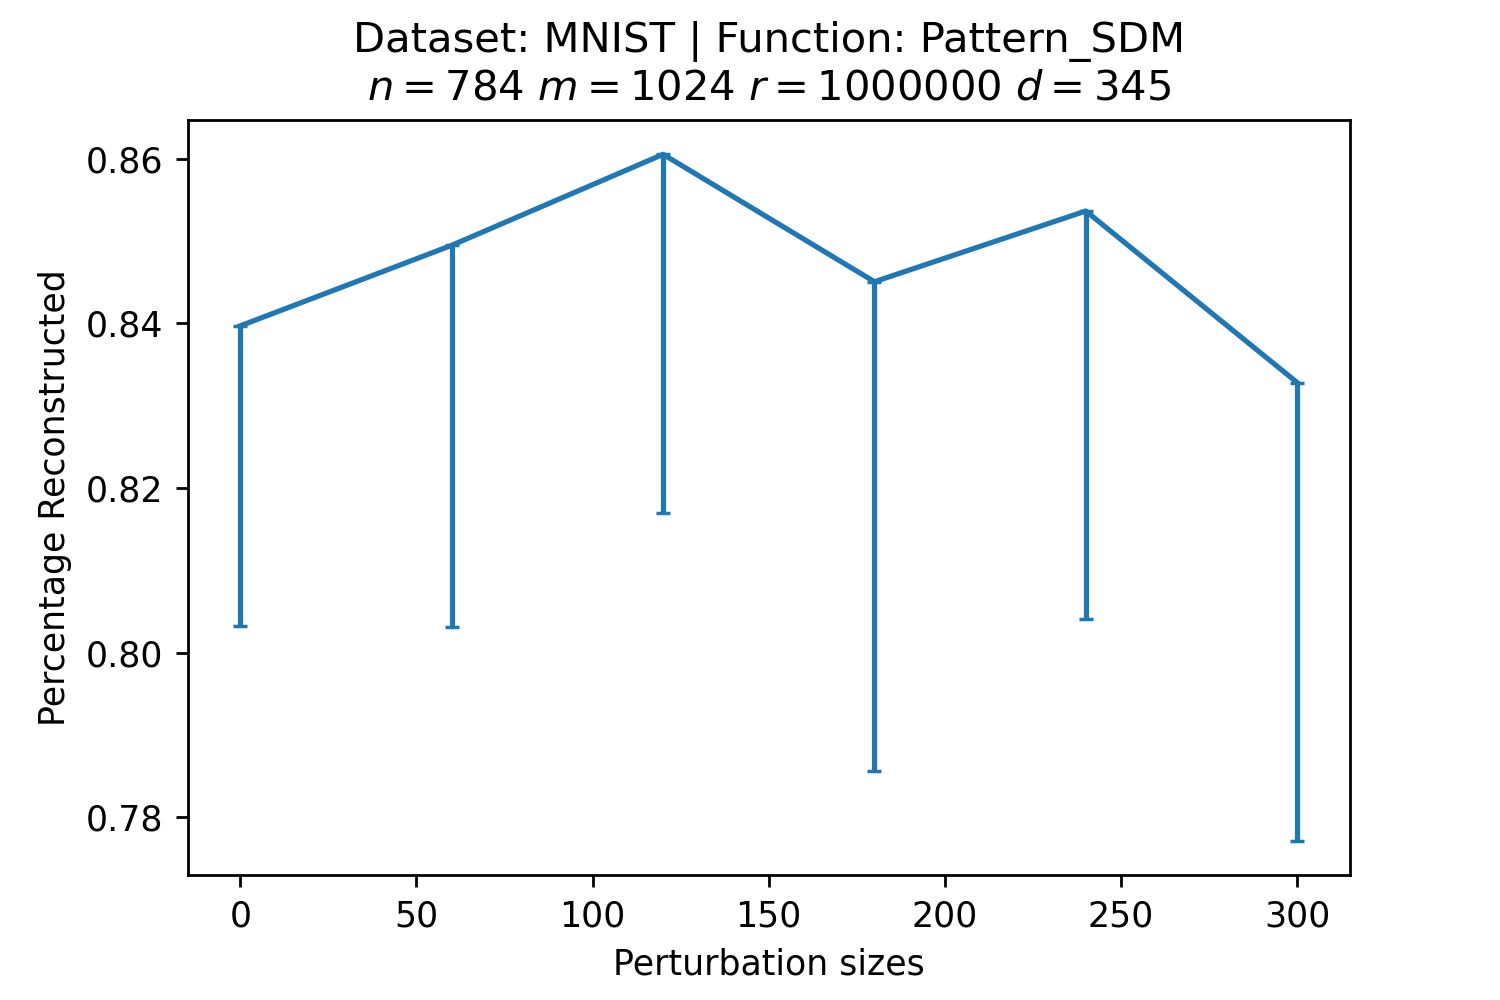 Dataset: MNIST | Function: Pattern_SDM
n = 784 m = 1024 r = 1000000 d = 345
Percentage Reconstructed
0.86
0.84
0.82
0.80
0.78
0 50 100 150 200 250 300
Perturbation sizes